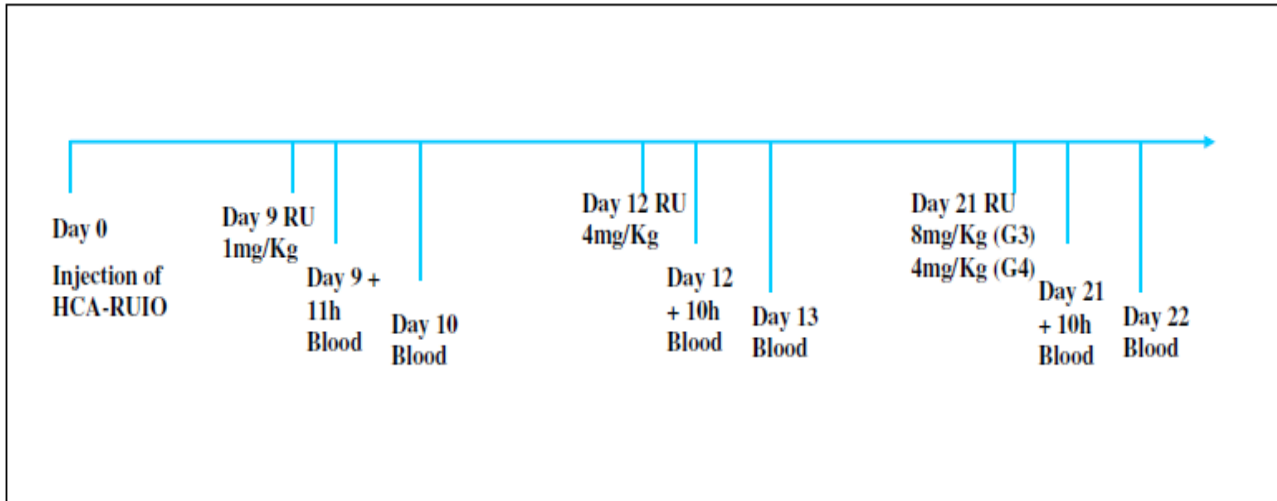 Day 0
Injection of
HCA-RUIO
Day 9 RU
1mg/Kg
Day 9 +
11h
Blood
Day 10
Blood
Day 12 RU
4mg/Kg
Day 12
+ 10h
Blood
Day 13
Blood
Day 21 RU
8mg/Kg (G3)
4mg/Kg (G4)
Day 21
+ 10h
Blood
Day 22
Blood